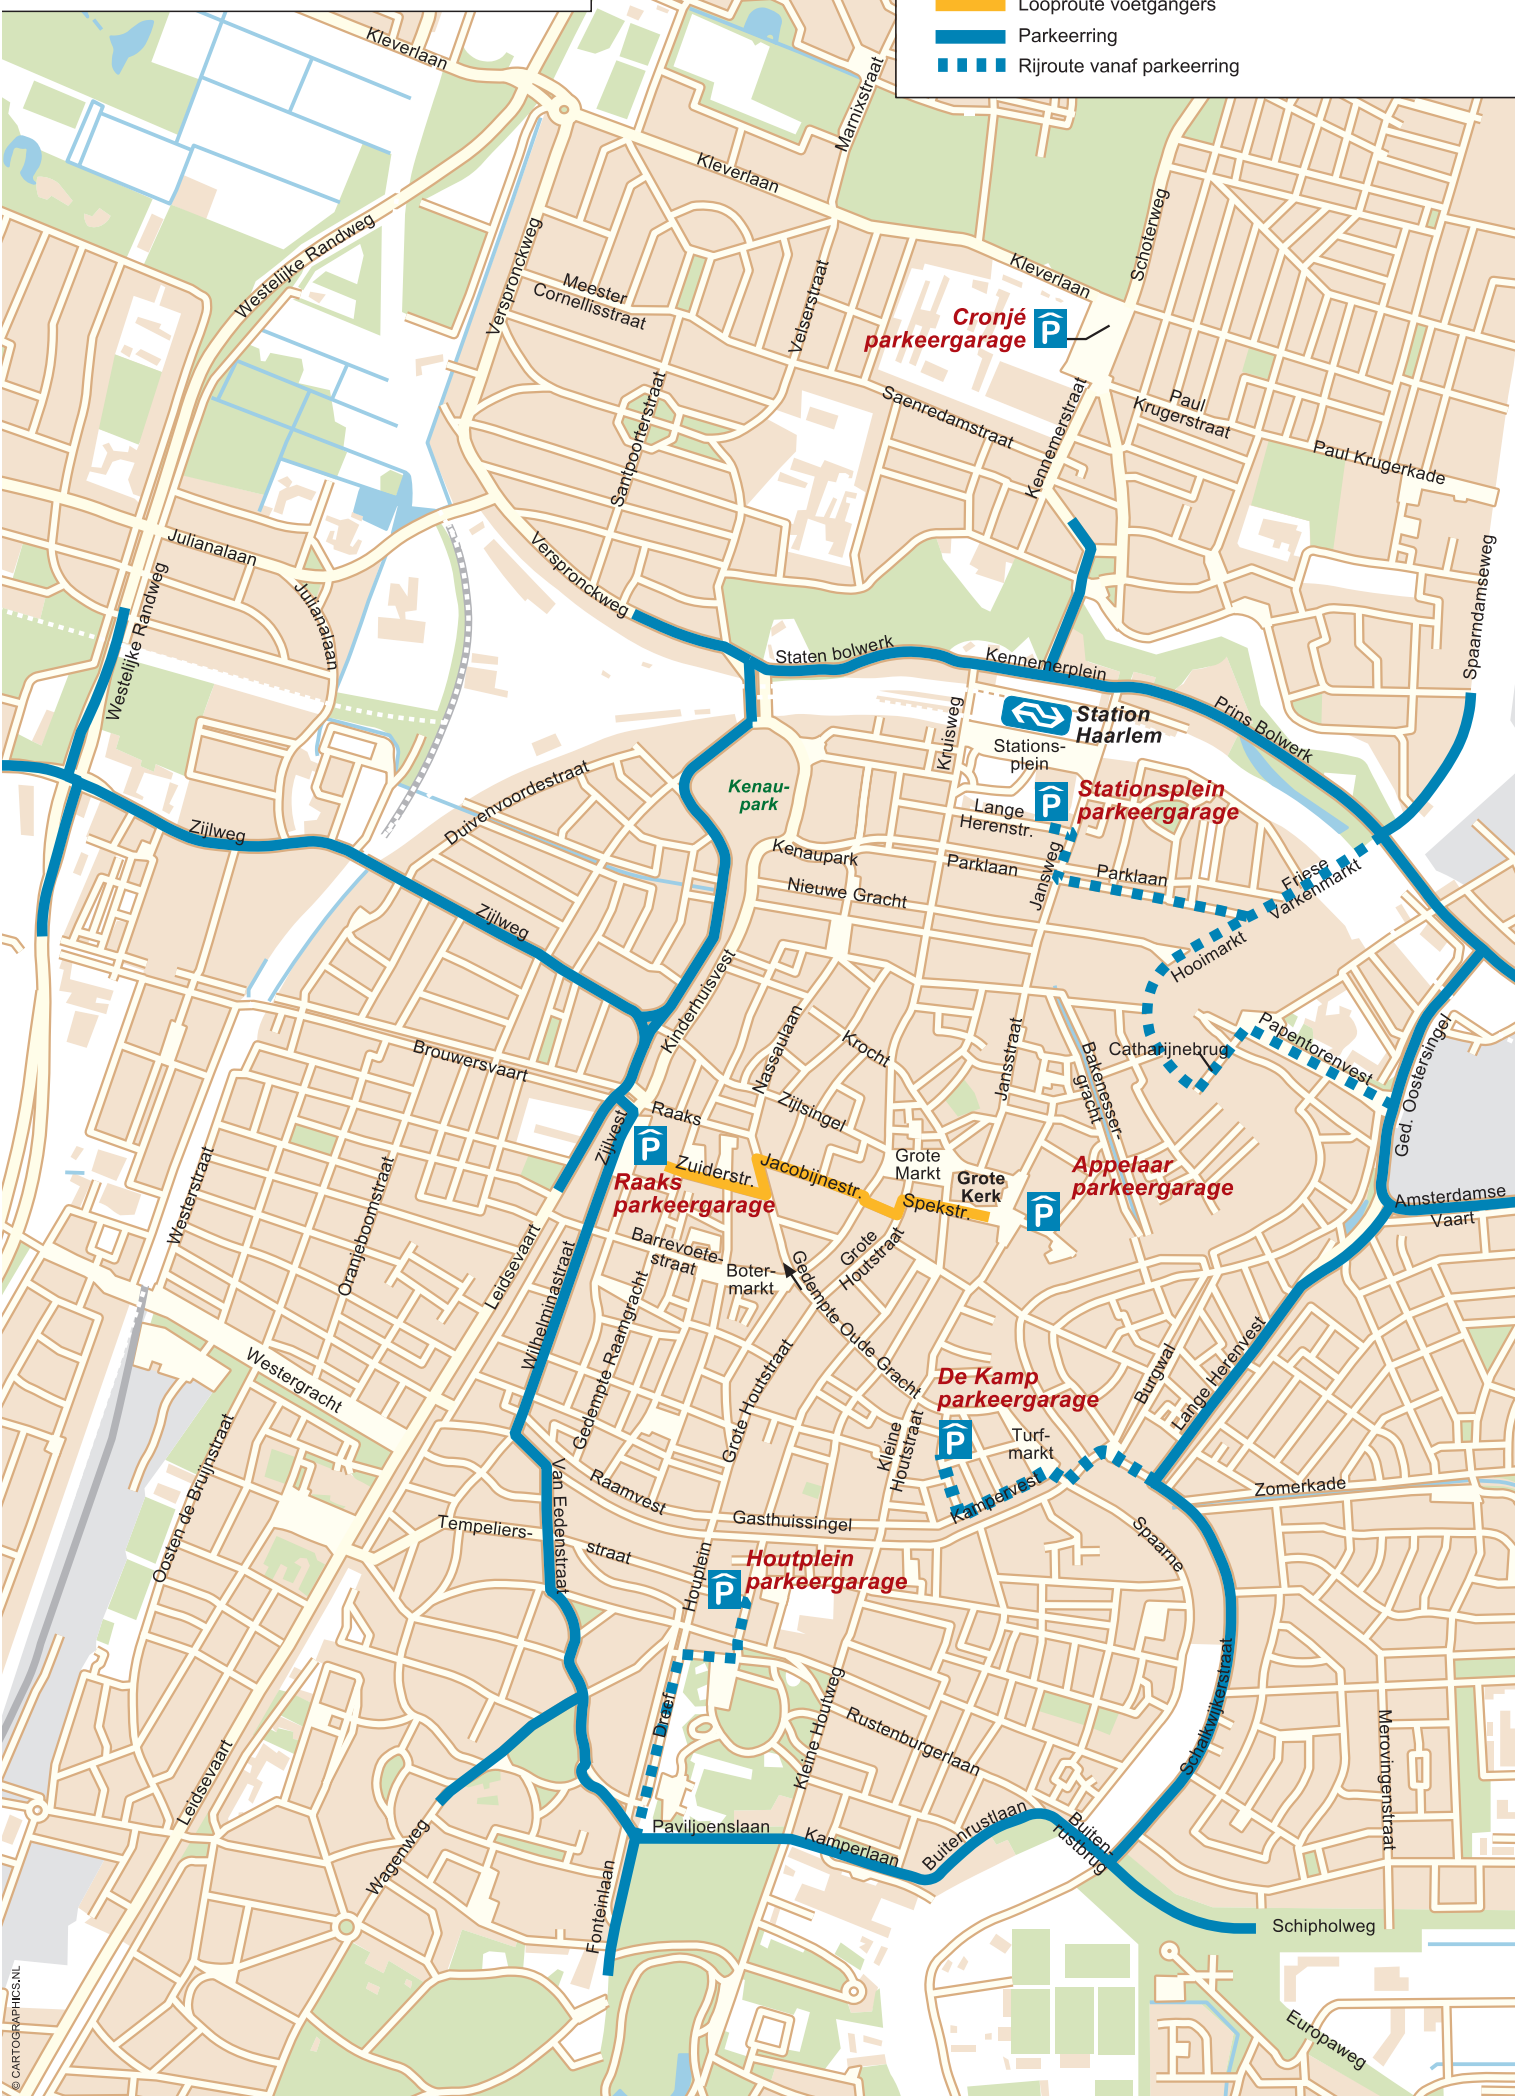 Looproute voetgangers
Parkeerring
Rijroute vanaf parkeerring
Kleverlaan
Marnixstraat
Kleverlaan
Schoterweg
Westelijke Randweg
Verspronckweg
Meester
Cornellisstraat
Velserstraat
Kleverlaan
Cronjé
parkeergarage
P
Santpoorterstraat
Saenredamstraat
Kennemerstraat
Paul
Krugerstraat
Paul Krugerkade
Julianalaan
Julianalaan
Verspronckweg
Westelijke Randweg
Spaarndamseweg
Staten bolwerk
Kennemerplein
Prins Bolwerk
Kruisweg
Station
Haarlem
Stations-
plein
Stationsplein
parkeergarage
P
Kenau-
park
Duivenvoordestraat
Zijlweg
Lange
Herenstr.
Kenaupark
Parklaan
Jansweg
Parklaan
Friese
Varkenmarkt
Nieuwe Gracht
Zijlweg
Hooimarkt
Kinderhuisvest
Nassaulaan
Krocht
Jansstraat
Bakenesser-
gracht
Catharijnebrug
Papentorenvest
Ged. Oostersingel
Brouwersvaart
Raaks
Zijlsingel
Zijlvest
P
Zuiderstr.
Jacobijnestr.
Grote
Markt
Grote
Kerk
Spekstr.
Appelaar
parkeergarage
P
Raaks
parkeergarage
Amsterdamse
Vaart
Westerstraat
Oranjeboomstraat
Leidsevaart
Wilhelminastraat
Barrevoete-
straat
Boter-
markt
Grote
Houtstraat
Gedempte Oude Gracht
Gedempte Raamgracht
Grote Houtstraat
Westergracht
De Kamp
parkeergarage
P
Burgwal
Lange Herenvest
Kleine
Houtstraat
Turf-
markt
Oosten de Bruijnstraat
Van Eedenstraat
Raamvest
Kampervest
Zomerkade
Tempeliers-
straat
Gasthuissingel
Spaarne
Houplein
Houtplein
parkeergarage
P
Dreef
Kleine Houtweg
Rustenburgerlaan
Schalkwijkerstraat
Merovingenstraat
Leidsevaart
Wagenweg
Paviljoenslaan
Kamperlaan
Buitenrustlaan
Buiten-
rustbrug
Fonteinlaan
Schipholweg
Europaweg
© CARTOGRAPHICS.NL